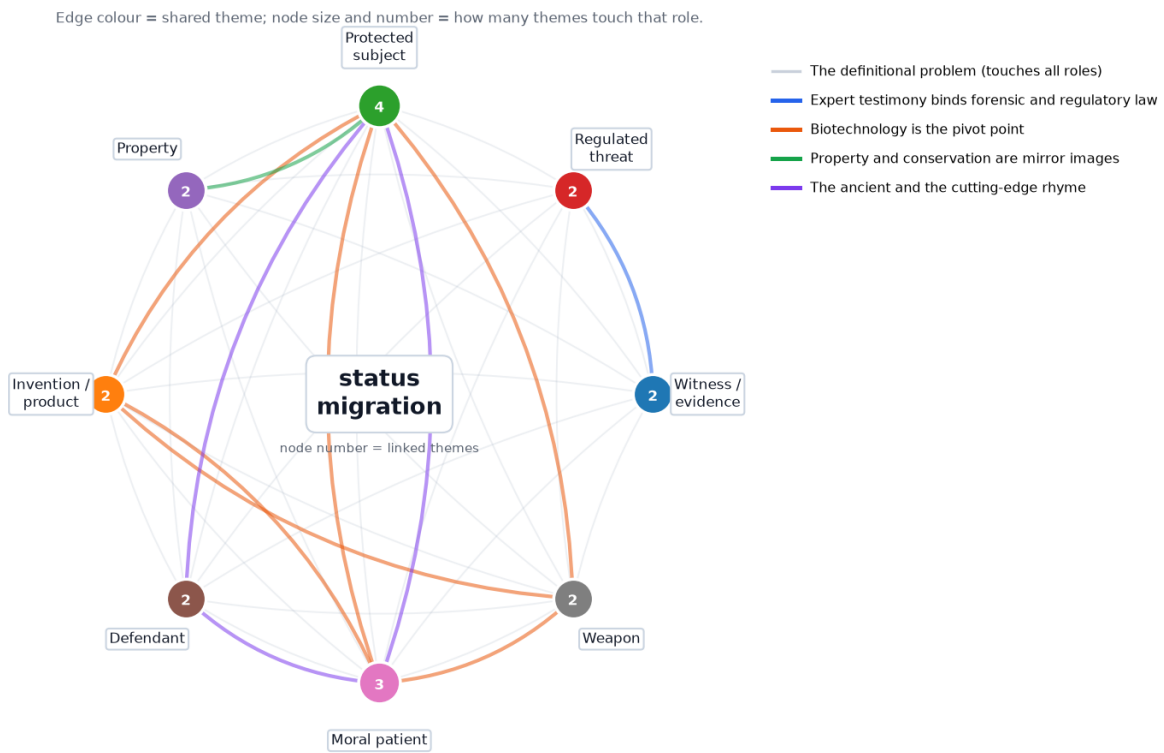 Edge colour = shared theme; node size and number = how many themes touch that role.
Protected
subject
4
The definitional problem (touches all roles)
Expert testimony binds forensic and regulatory law
Biotechnology is the pivot point
Property and conservation are mirror images
The ancient and the cutting-edge rhyme
Property
2
Regulated
threat
2
Invention /
product
2
status
migration
node number = linked themes
2
Witness /
evidence
2
Defendant
2
Weapon
3
Moral patient